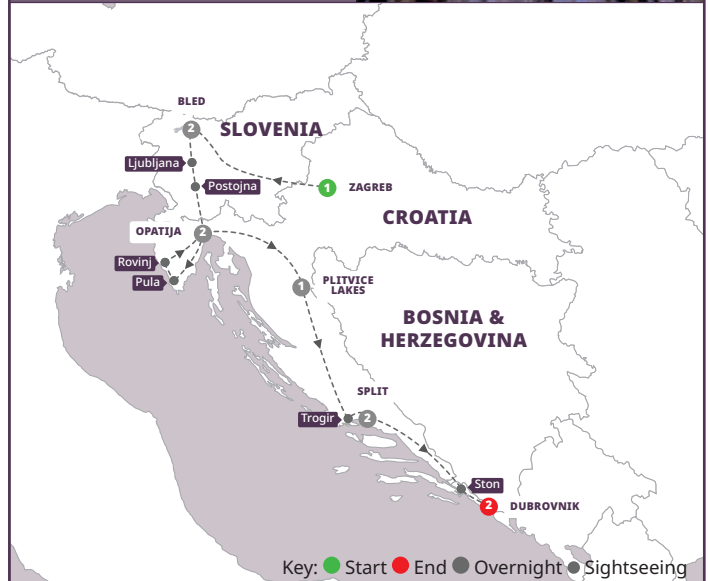 BLED
2
SLOVENIA
Ljubljana
Postojna
1
ZAGREB
CROATIA
OPATIJA
2
Rovinj
Pula
1
PLITVICE
LAKES
BOSNIA &
HERZEGOVINA
SPLIT
Trogir
2
Ston
2
DUBROVNIK
Key: Start End Overnight Sightseeing